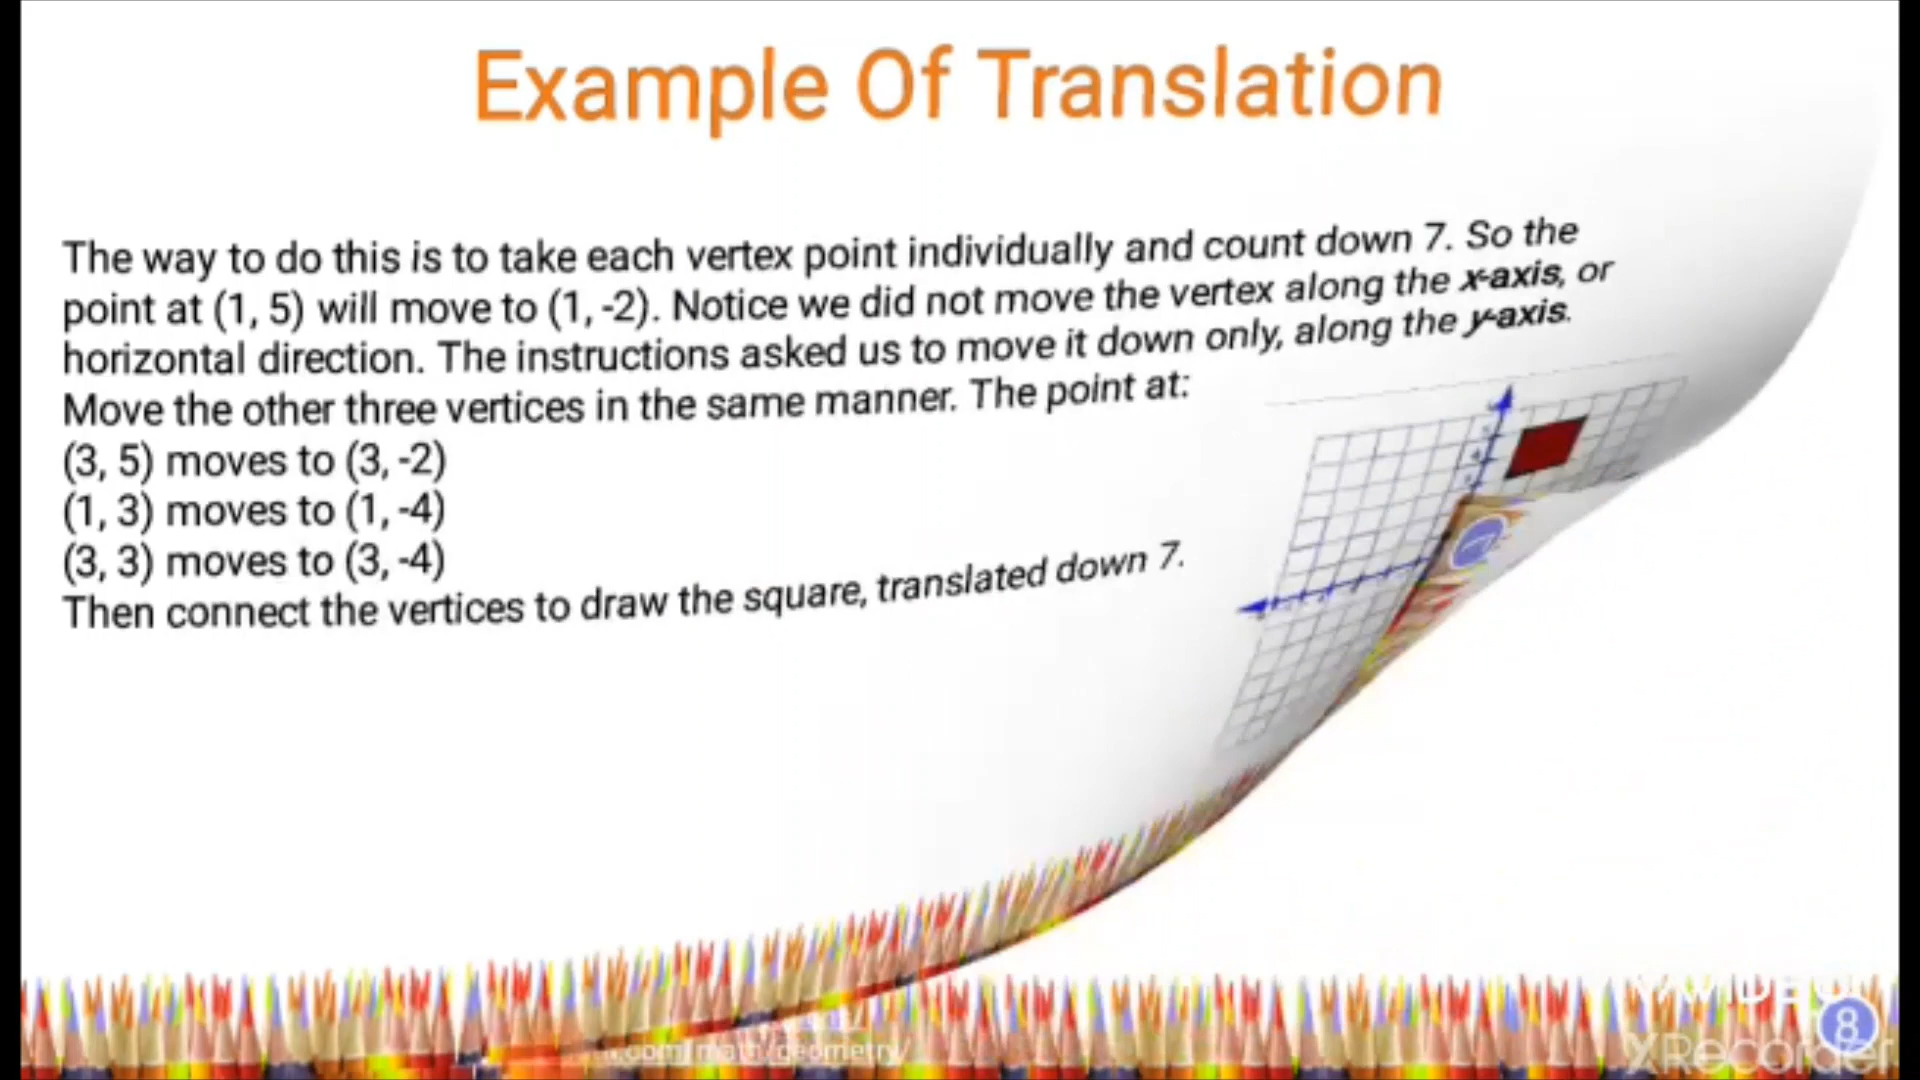 Example Of Translation
The way to do this is to take each vertex point individually and count down 7. So the
point at (1, 5) will move to (1, -2). Notice we did not move the vertex along the x-axis, or
horizontal direction. The instructions asked us to move it down only, along the y-axis.
Move the other three vertices in the same manner. The point at:
(3, 5) moves to (3, -2)
(1, 3) moves to (1, -4)
(3, 3) moves to (3, -4)
Then connect the vertices to draw the square, translated down 7.
.com/math/geometry/
8
XRecorder